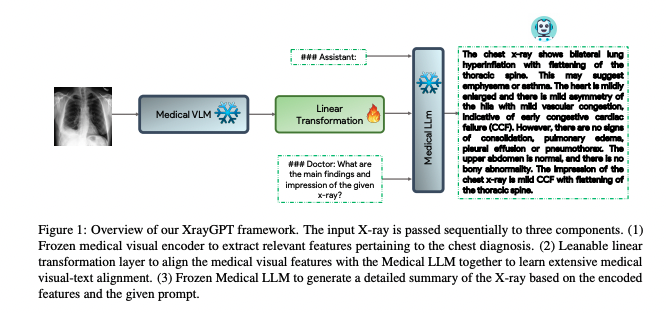 ### Assistant:
Medical VLM
Linear
Transformation
### Doctor: What are
the main findings and
impression of the given
x-ray?
Medical LLm
The chest x-ray shows bilateral lung
hyperinflation with flattening of the
thoracic spine. This may suggest
emphysema or asthma. The heart is mildly
enlarged and there is mild asymmetry of
the hila with mild vascular congestion,
indicative of early congestive cardiac
failure (CCF). However, there are no signs
of consolidation, pulmonary edema,
pleural effusion or pneumothorax. The
upper abdomen is normal, and there is no
bony abnormality. The impression of the
chest x-ray is mild CCF with flattening of
the thoracic spine.
Figure 1: Overview of our XrayGPT framework. The input X-ray is passed sequentially to three components. (1)
Frozen medical visual encoder to extract relevant features pertaining to the chest diagnosis. (2) Leanable linear
transformation layer to align the medical visual features with the Medical LLM together to learn extensive medical
visual-text alignment. (3) Frozen Medical LLM to generate a detailed summary of the X-ray based on the encoded
features and the given prompt.